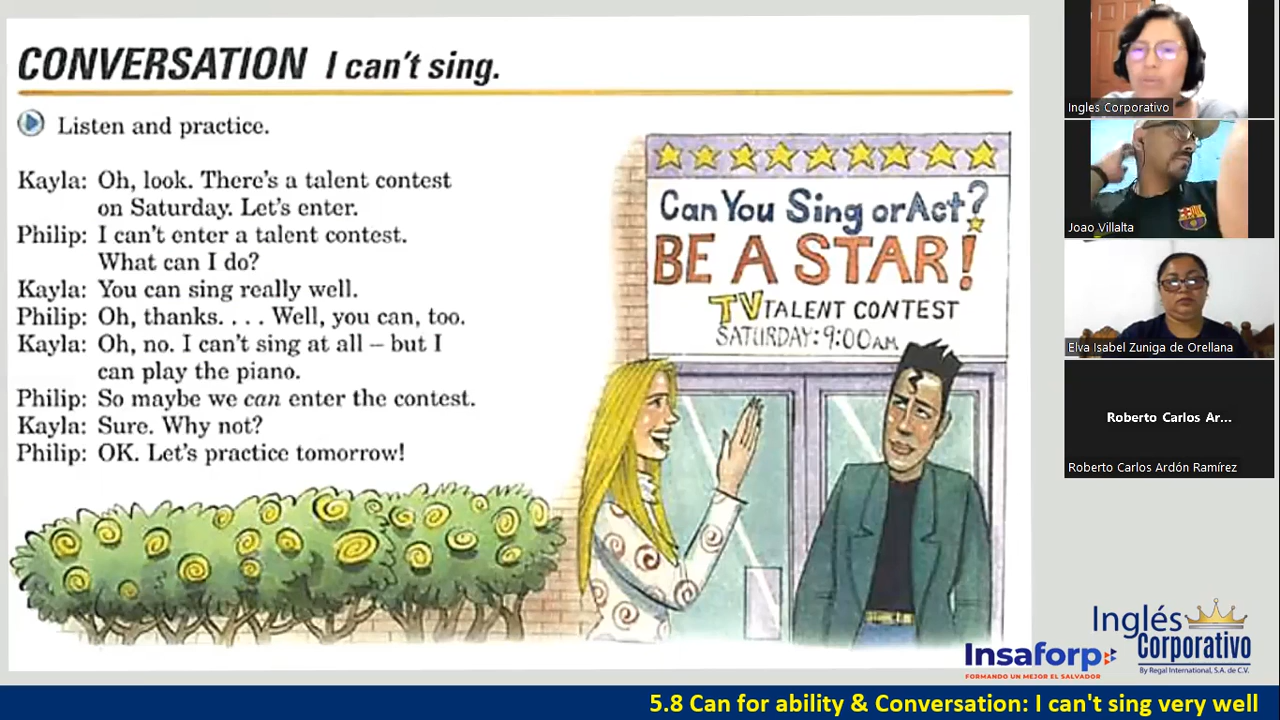 CONVERSATION I can't sing.
Listen and practice.
Kayla: Oh, look. There's a talent contest
on Saturday. Let's enter.
Philip: I can't enter a talent contest.
What can I do?
Kayla: You can sing really well.
Philip: Oh, thanks. . . . Well, you can, too.
Kayla: Oh, no. I can't sing at all – but I
can play the piano.
Philip: So maybe we can enter the contest.
Kayla: Sure. Why not?
Philip: OK. Let's practice tomorrow!
Can You Sing or Act?
BE A STAR!
TV TALENT CONTEST
SATURDAY: 9:00 AM
Ingles Corporativo
Joao Villalta
Elva Isabel Zuniga de Orellana
Roberto Carlos Ar...
Roberto Carlos Ardón Ramírez
Insaforp
FORMANDO UN MEJOR EL SALVADOR
Inglés
Corporativo
By Regal International, S.A. de C.V.
5.8 Can for ability & Conversation: I can't sing very well